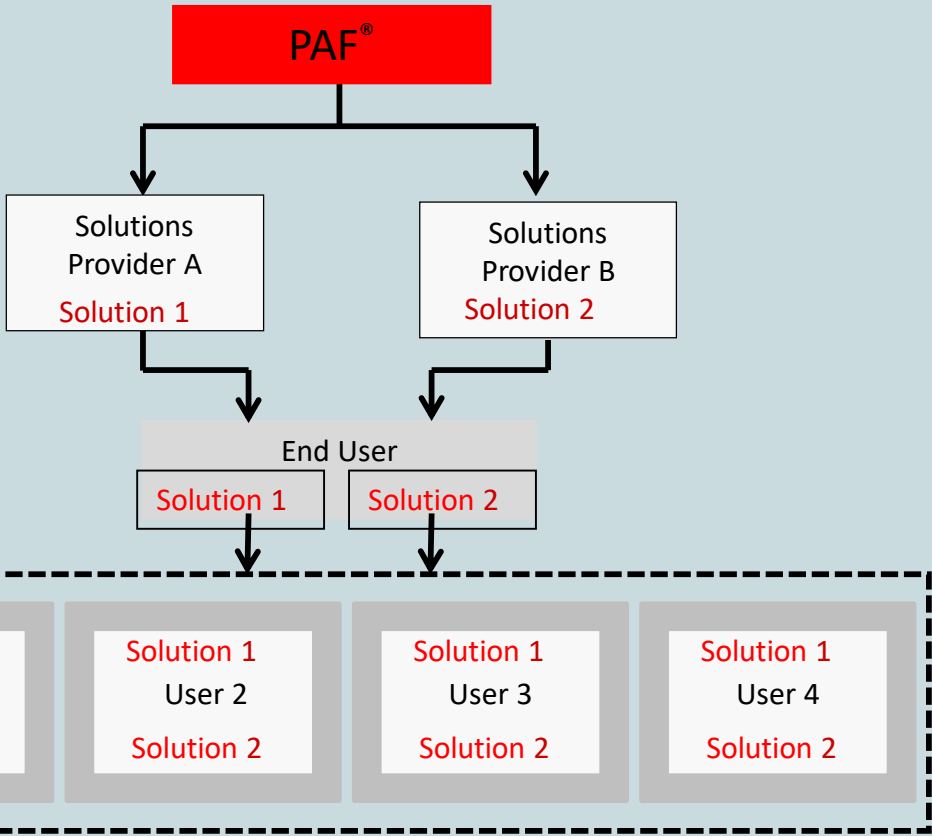 PAF®
Solutions
Provider A
Solution 1
Solutions
Provider B
Solution 2
End User
Solution 1
Solution 2
Solution 1
User 2
Solution 2
Solution 1
User 3
Solution 2
Solution 1
User 4
Solution 2